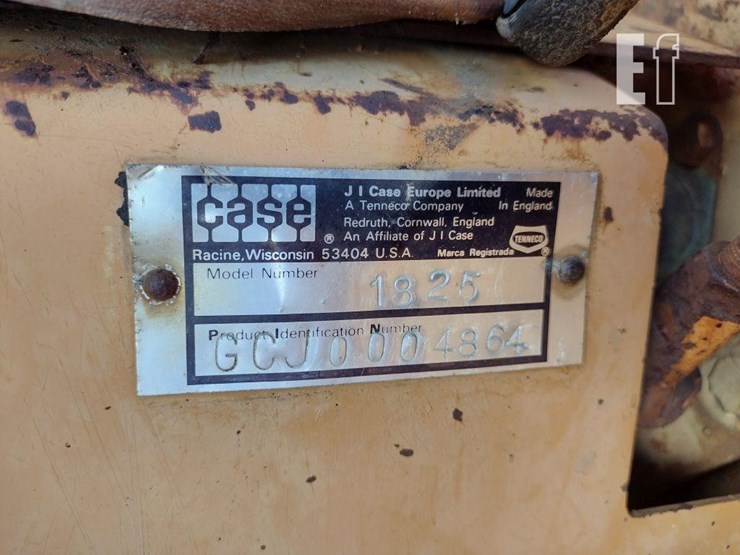 Ef
case ®
J I Case Europe Limited Made
A Tenneco Company In England
Redruth, Cornwall, England
An Affiliate of J I Case
TENNECO ®
Racine, Wisconsin 53404 U.S.A. Marca Registrada
Model Number
1825
Product Identification Number
GCJ0004864